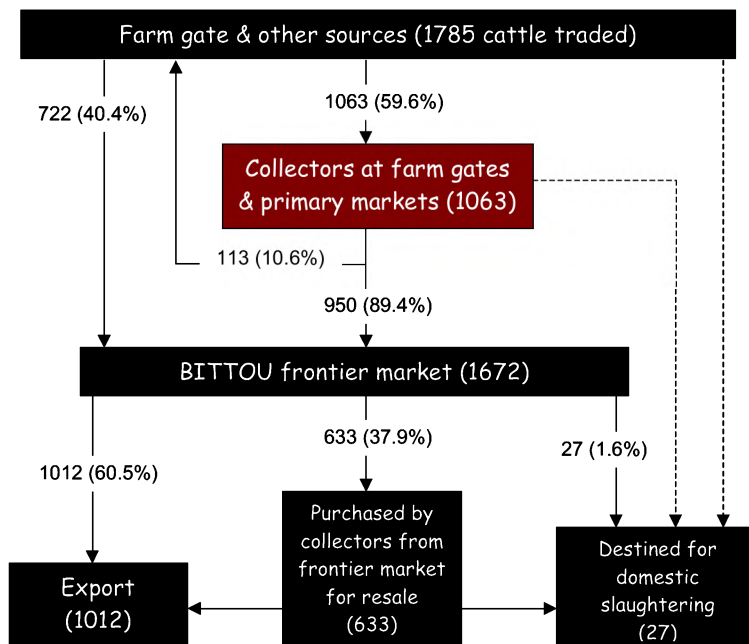 Farm gate & other sources (1785 cattle traded)
722 (40.4%)
1063 (59.6%)
Collectors at farm gates
& primary markets (1063)
113 (10.6%)
950 (89.4%)
BITTOU frontier market (1672)
1012 (60.5%)
633 (37.9%)
27 (1.6%)
Purchased by
collectors from
frontier market
for resale
(633)
Export
(1012)
Destined for
domestic
slaughtering
(27)